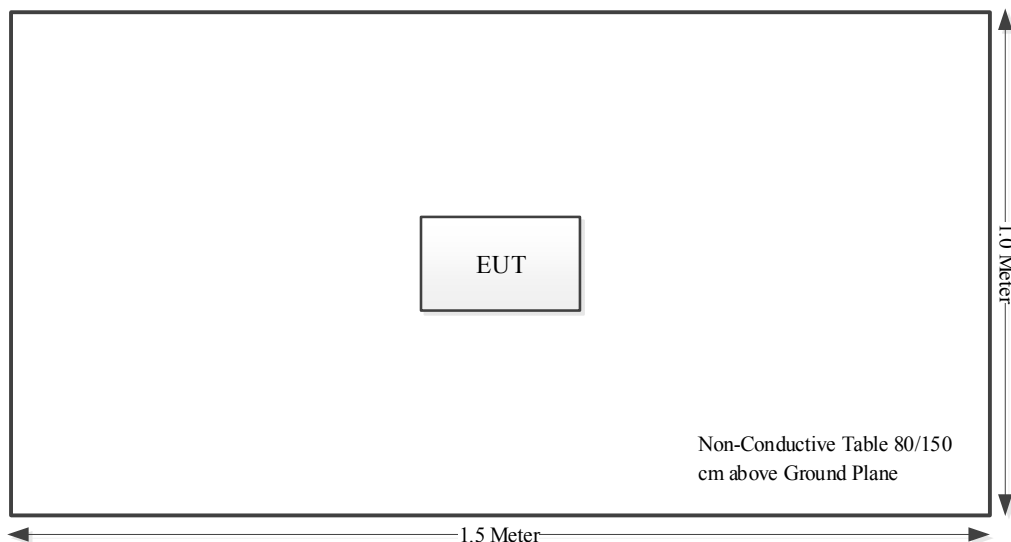 EUT
1.0 Meter
Non-Conductive Table 80/150
cm above Ground Plane
1.5 Meter